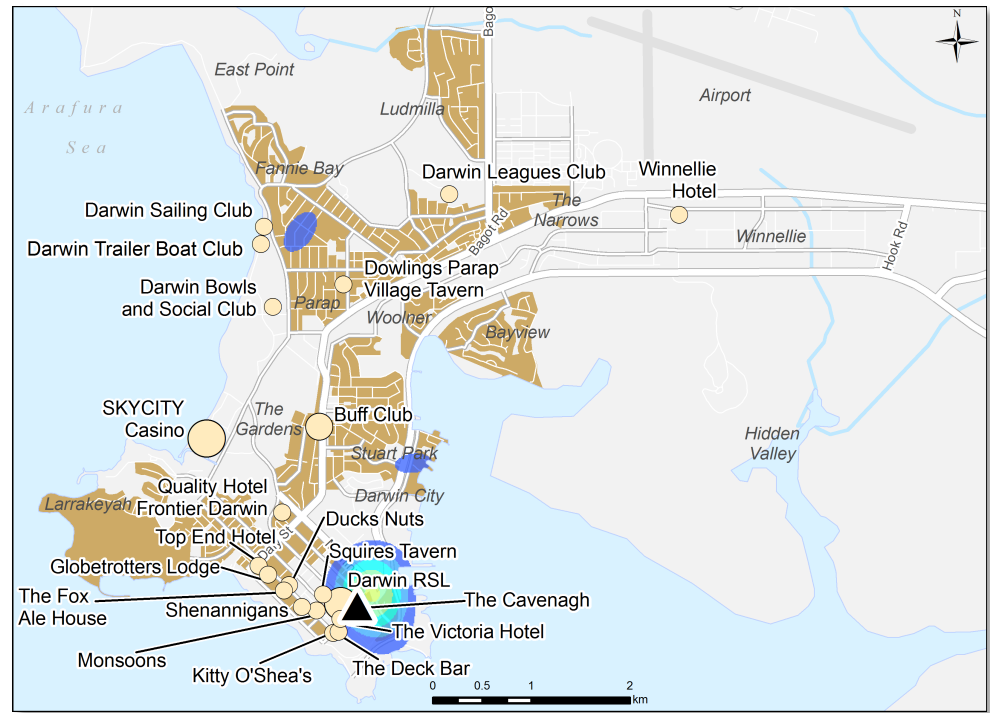 N
Bago
East Point
Airport
Arafura
Sea
Ludmilla
Fannie Bay
Darwin Leagues Club
Winnellie
Hotel
The
Narrows
Darwin Sailing Club
Bagot Rd
Winnellie
Hook Rd
Darwin Trailer Boat Club
Dowlings Parap
Village Tavern
Darwin Bowls
and Social Club
Parap
Woolner
Bayview
SKYCITY
Casino
The
Gardens
Buff Club
Hidden
Valley
Stuart Park
Quality Hotel
Frontier Darwin
Larrakeyah
Darwin City
Ducks Nuts
Top End Hotel
Daly St
Squires Tavern
Globetrotters Lodge
Darwin RSL
The Fox
Ale House
Shenannigans
The Cavenagh
The Victoria Hotel
Monsoons
Kitty O'Shea's
The Deck Bar
0 0.5 1 2
km